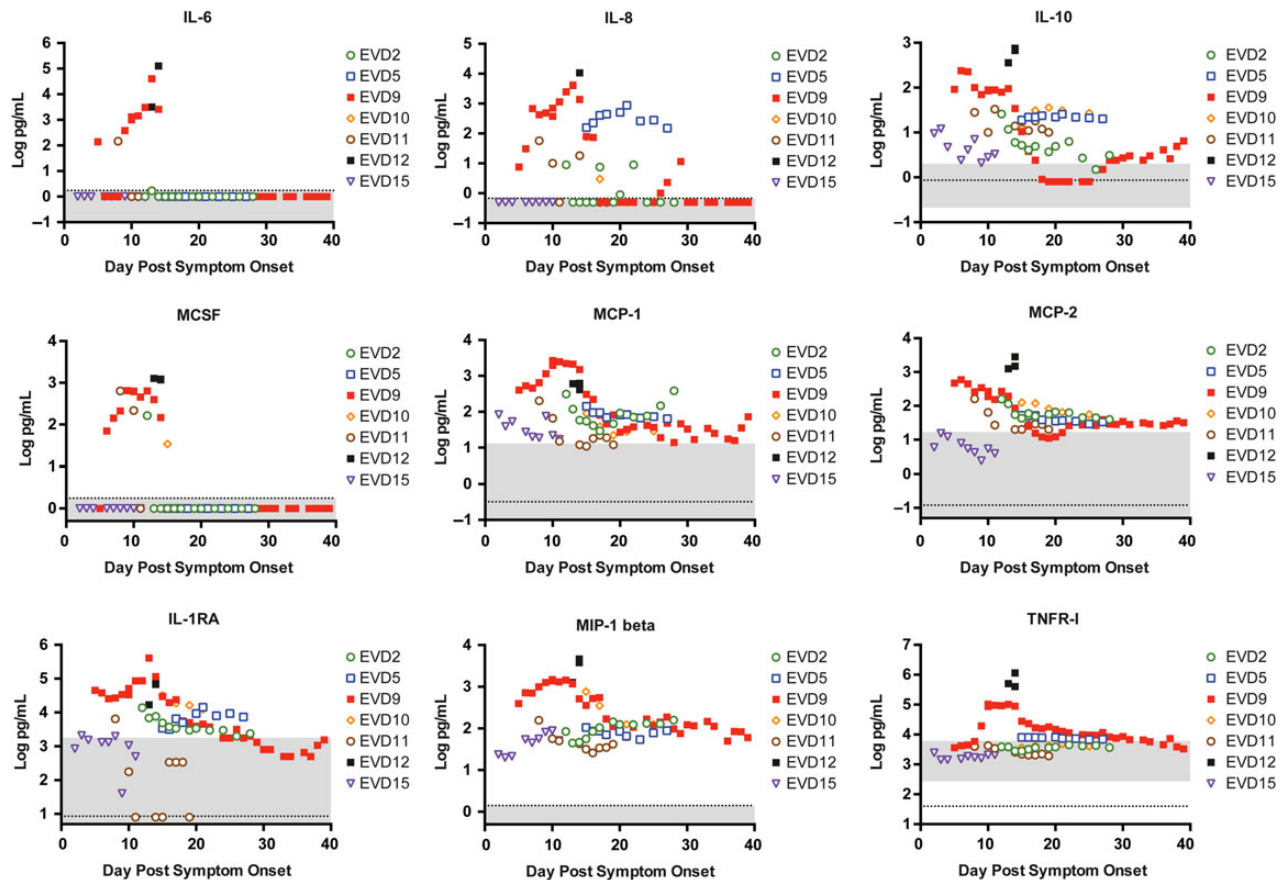 IL-6
Log pg/mL
6
5
4
3
2
1
0
–1
0 10 20 30 40
Day Post Symptom Onset
EVD2
EVD5
EVD9
EVD10
EVD11
EVD12
EVD15
IL-8
Log pg/mL
5
4
3
2
1
0
–1
0 10 20 30 40
Day Post Symptom Onset
EVD2
EVD5
EVD9
EVD10
EVD11
EVD12
EVD15
IL-10
Log pg/mL
3
2
1
0
–1
0 10 20 30 40
Day Post Symptom Onset
EVD2
EVD5
EVD9
EVD10
EVD11
EVD12
EVD15
MCSF
Log pg/mL
4
3
2
1
0
0 10 20 30 40
Day Post Symptom Onset
EVD2
EVD5
EVD9
EVD10
EVD11
EVD12
EVD15
MCP-1
Log pg/mL
4
3
2
1
0
–1
0 10 20 30 40
Day Post Symptom Onset
EVD2
EVD5
EVD9
EVD10
EVD11
EVD12
EVD15
MCP-2
Log pg/mL
4
3
2
1
0
–1
0 10 20 30 40
Day Post Symptom Onset
EVD2
EVD5
EVD9
EVD10
EVD11
EVD12
EVD15
IL-1RA
Log pg/mL
6
5
4
3
2
1
0 10 20 30 40
Day Post Symptom Onset
EVD2
EVD5
EVD9
EVD10
EVD11
EVD12
EVD15
MIP-1 beta
Log pg/mL
4
3
2
1
0
0 10 20 30 40
Day Post Symptom Onset
EVD2
EVD5
EVD9
EVD10
EVD11
EVD12
EVD15
TNFR-I
Log pg/mL
7
6
5
4
3
2
1
0 10 20 30 40
Day Post Symptom Onset
EVD2
EVD5
EVD9
EVD10
EVD11
EVD12
EVD15